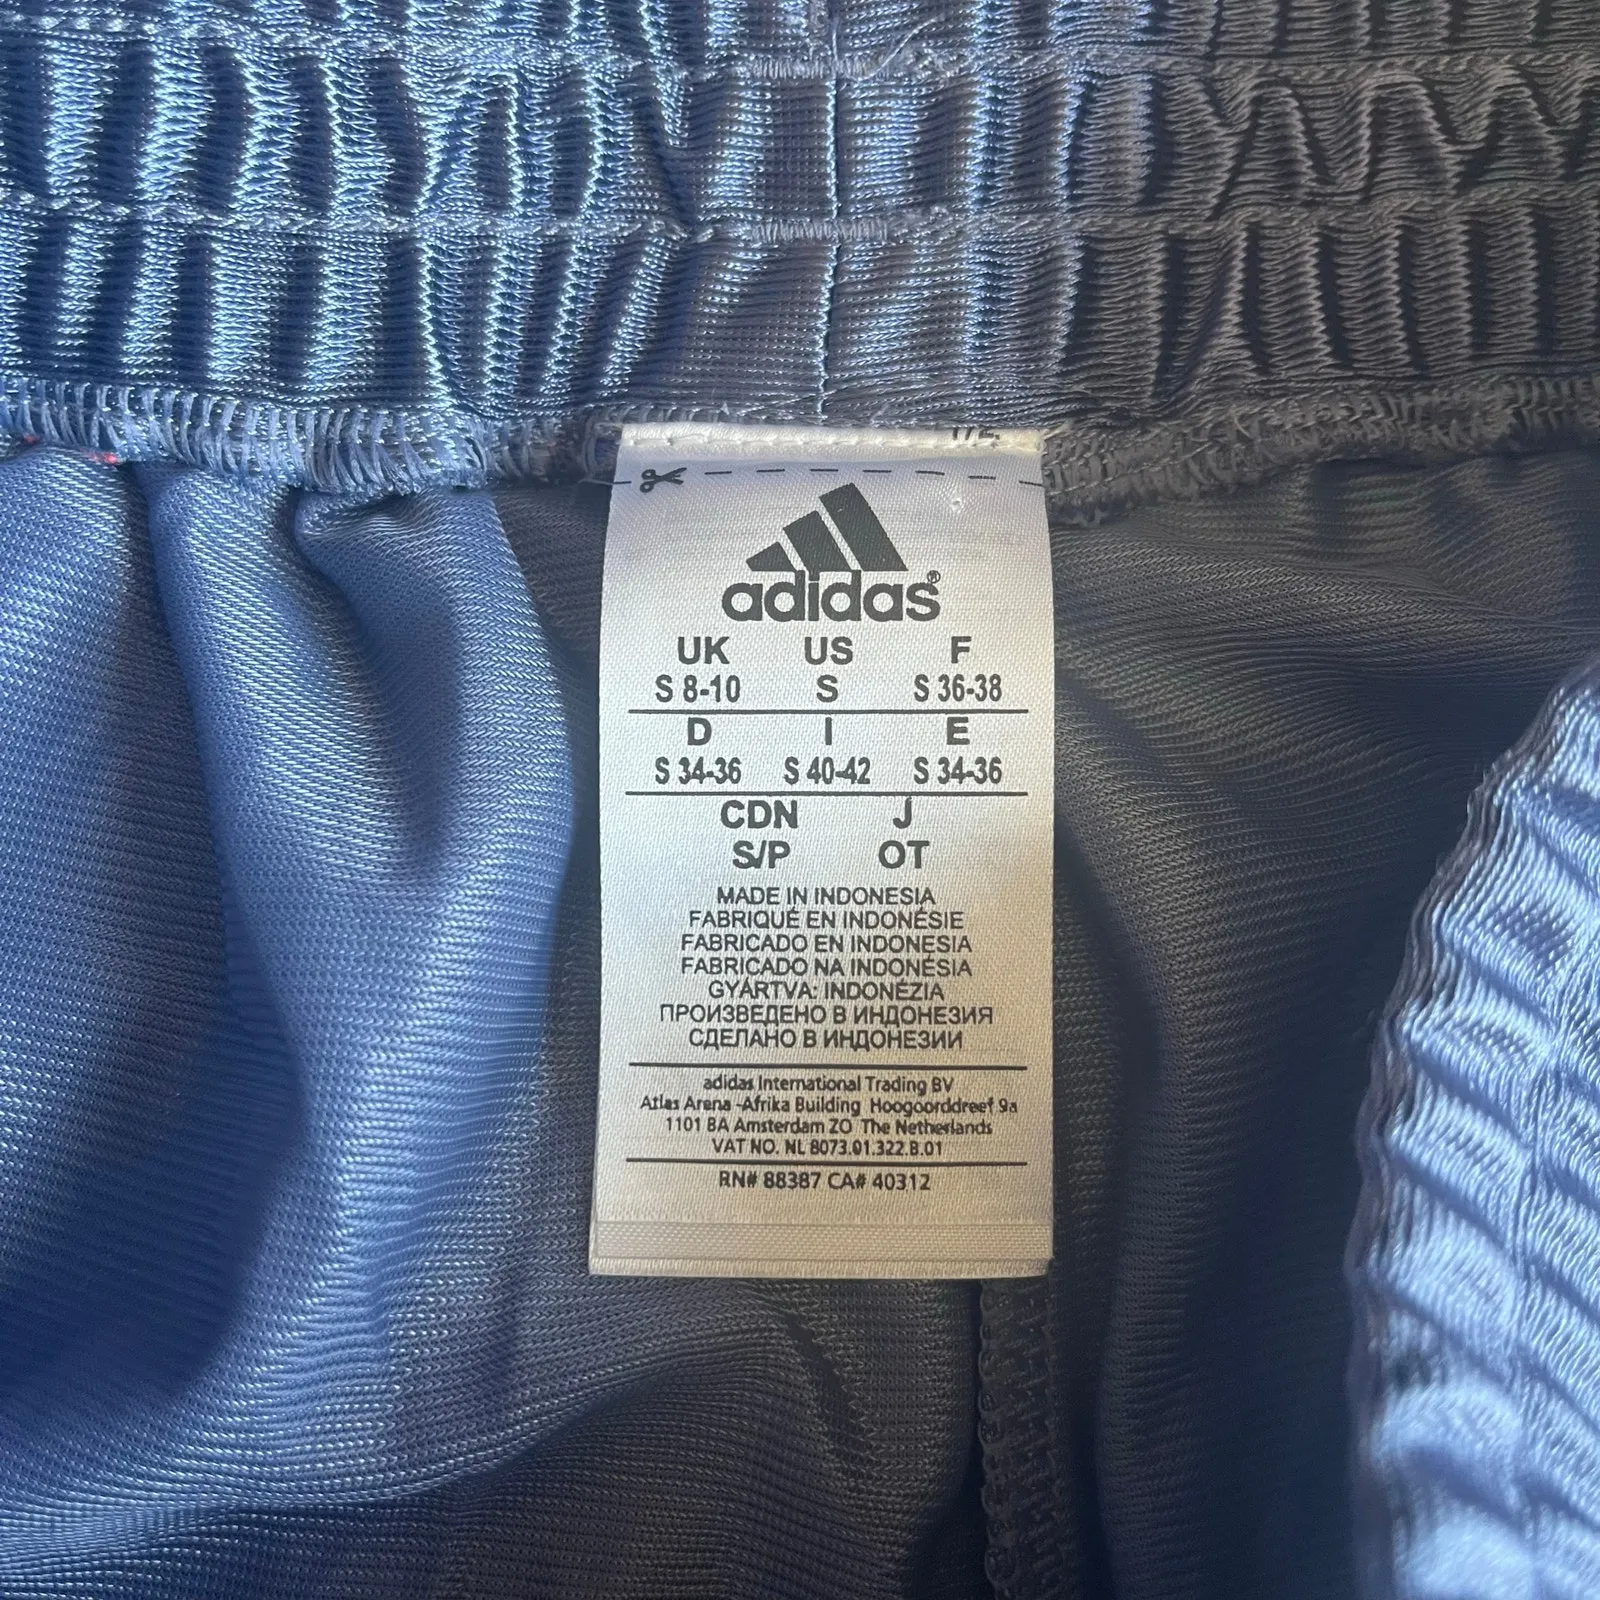 adidas®
UK US F
S 8-10 S S 36-38
D I E
S 34-36 S 40-42 S 34-36
CDN J
S/P OT
MADE IN INDONESIA
FABRIQUÉ EN INDONÉSIE
FABRICADO EN INDONESIA
FABRICADO NA INDONÉSIA
GYÁRTVA: INDONÉZIA
ПРОИЗВЕДЕНО В ИНДОНЕЗИЯ
СДЕЛАНО В ИНДОНЕЗИИ
adidas International Trading BV
Atlas Arena -Afrika Building Hoogoorddreef 9a
1101 BA Amsterdam ZO The Netherlands
VAT NO. NL 8073.01.322.B.01
RN# 88387 CA# 40312